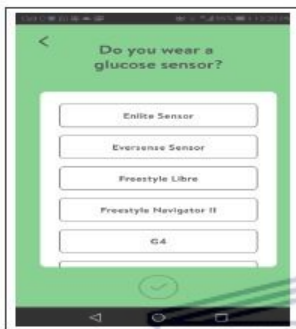 Do you wear a
glucose sensor?
Enlite Sensor
Eversense Sensor
Freestyle Libre
Freestyle Navigator II
G4